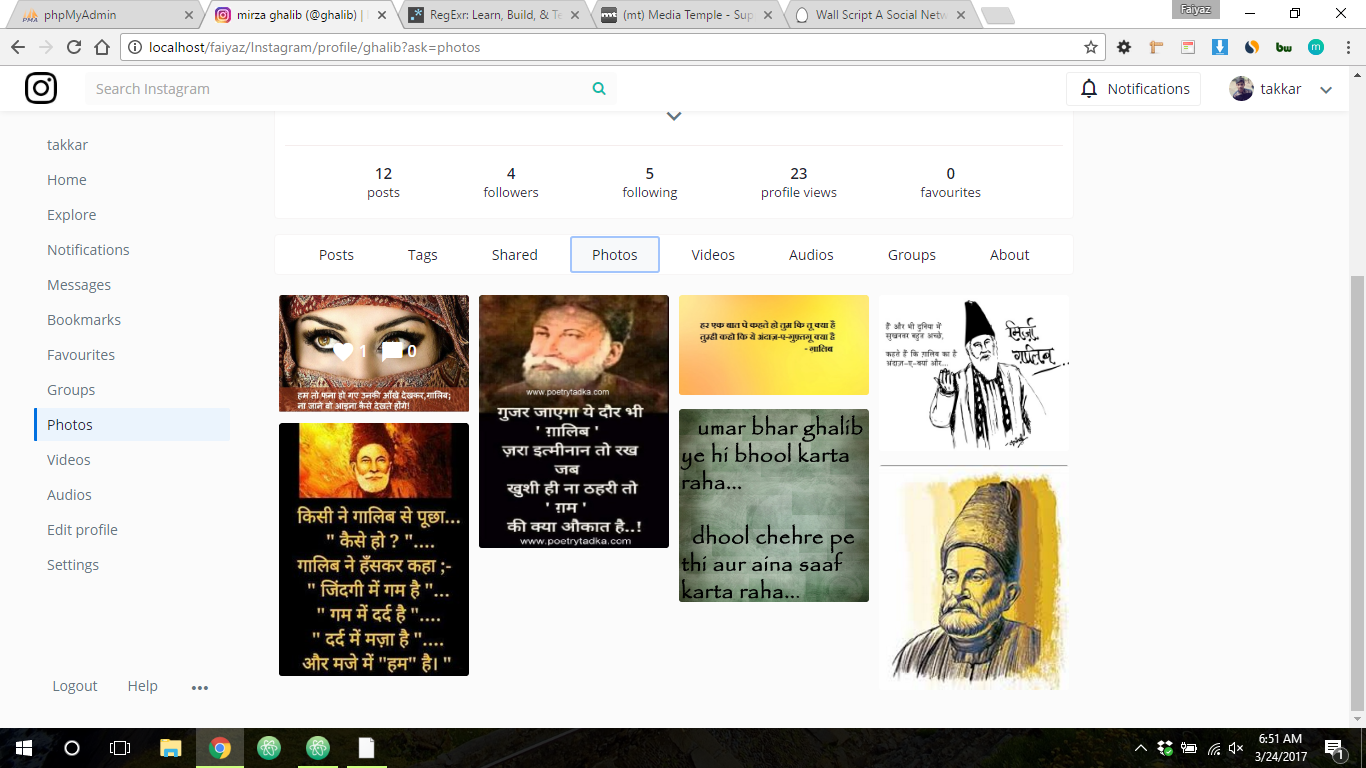 phpMyAdmin
mirza ghalib (@ghalib) | I
RegExr: Learn, Build, & Te
(mt) Media Temple - Sup
Wall Script A Social Netw
Faiyaz
localhost/faiyaz/Instagram/profile/ghalib?ask=photos
Search Instagram
Notifications
takkar
takkar
Home
Explore
Notifications
Messages
Bookmarks
Favourites
Groups
Photos
Videos
Audios
Edit profile
Settings
Logout Help
12 4 5 23 0
posts followers following profile views favourites
Posts Tags Shared Photos Videos Audios Groups About
1 0
हम तो फना हो गए उनकी आँखे देखकर,ग़ालिब;
ना जाने वो आइना कैसे देखते होंगे!
किसी ने गालिब से पूछा...
" कैसे हो ? "....
गालिब ने हँसकर कहा ;-
" जिंदगी में गम है "...
" गम में दर्द है "....
" दर्द में मज़ा है "....
और मजे में "हम" है। "
www.poetrytadka.com
गुजर जाएगा ये दौर भी
' ग़ालिब '
ज़रा इत्मीनान तो रख
जब
खुशी ही ना ठहरी तो
' ग़म '
की क्या औकात है..!
www.poetrytadka.com
हर एक बात पे कहते हो तुम कि तू क्या है
तुम्ही कहो कि ये अंदाज़-ए-गुफ़्तगू क्या है
- ग़ालिब
umar bhar ghalib
ye hi bhool karta
raha...
dhool chehre pe
thi aur aina saaf
karta raha...
हैं और भी दुनिया में
सुख़नवर बहुत अच्छे,
कहते हैं कि ग़ालिब का है
अंदाज़-ए-बयाँ और...
मिर्ज़ा
ग़ालिब...
6:51 AM
3/24/2017
1